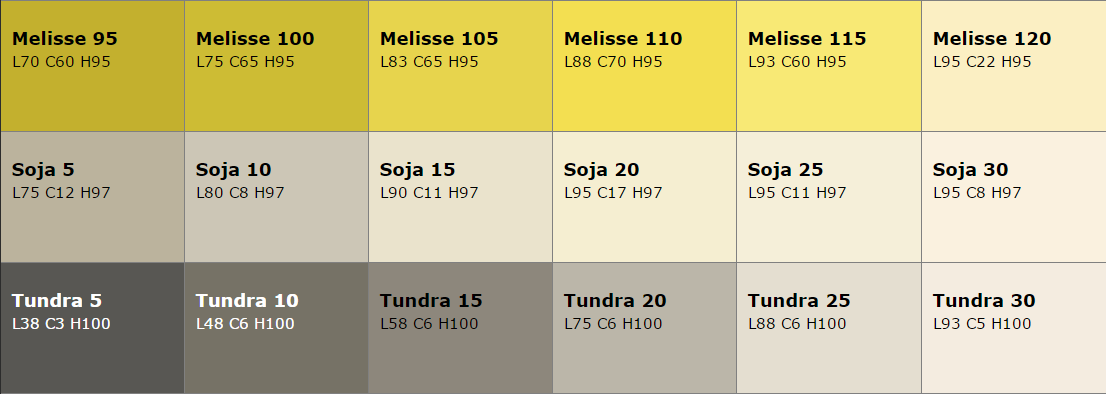 Melisse 95
L70 C60 H95
Melisse 100
L75 C65 H95
Melisse 105
L83 C65 H95
Melisse 110
L88 C70 H95
Melisse 115
L93 C60 H95
Melisse 120
L95 C22 H95
Soja 5
L75 C12 H97
Soja 10
L80 C8 H97
Soja 15
L90 C11 H97
Soja 20
L95 C17 H97
Soja 25
L95 C11 H97
Soja 30
L95 C8 H97
Tundra 5
L38 C3 H100
Tundra 10
L48 C6 H100
Tundra 15
L58 C6 H100
Tundra 20
L75 C6 H100
Tundra 25
L88 C6 H100
Tundra 30
L93 C5 H100